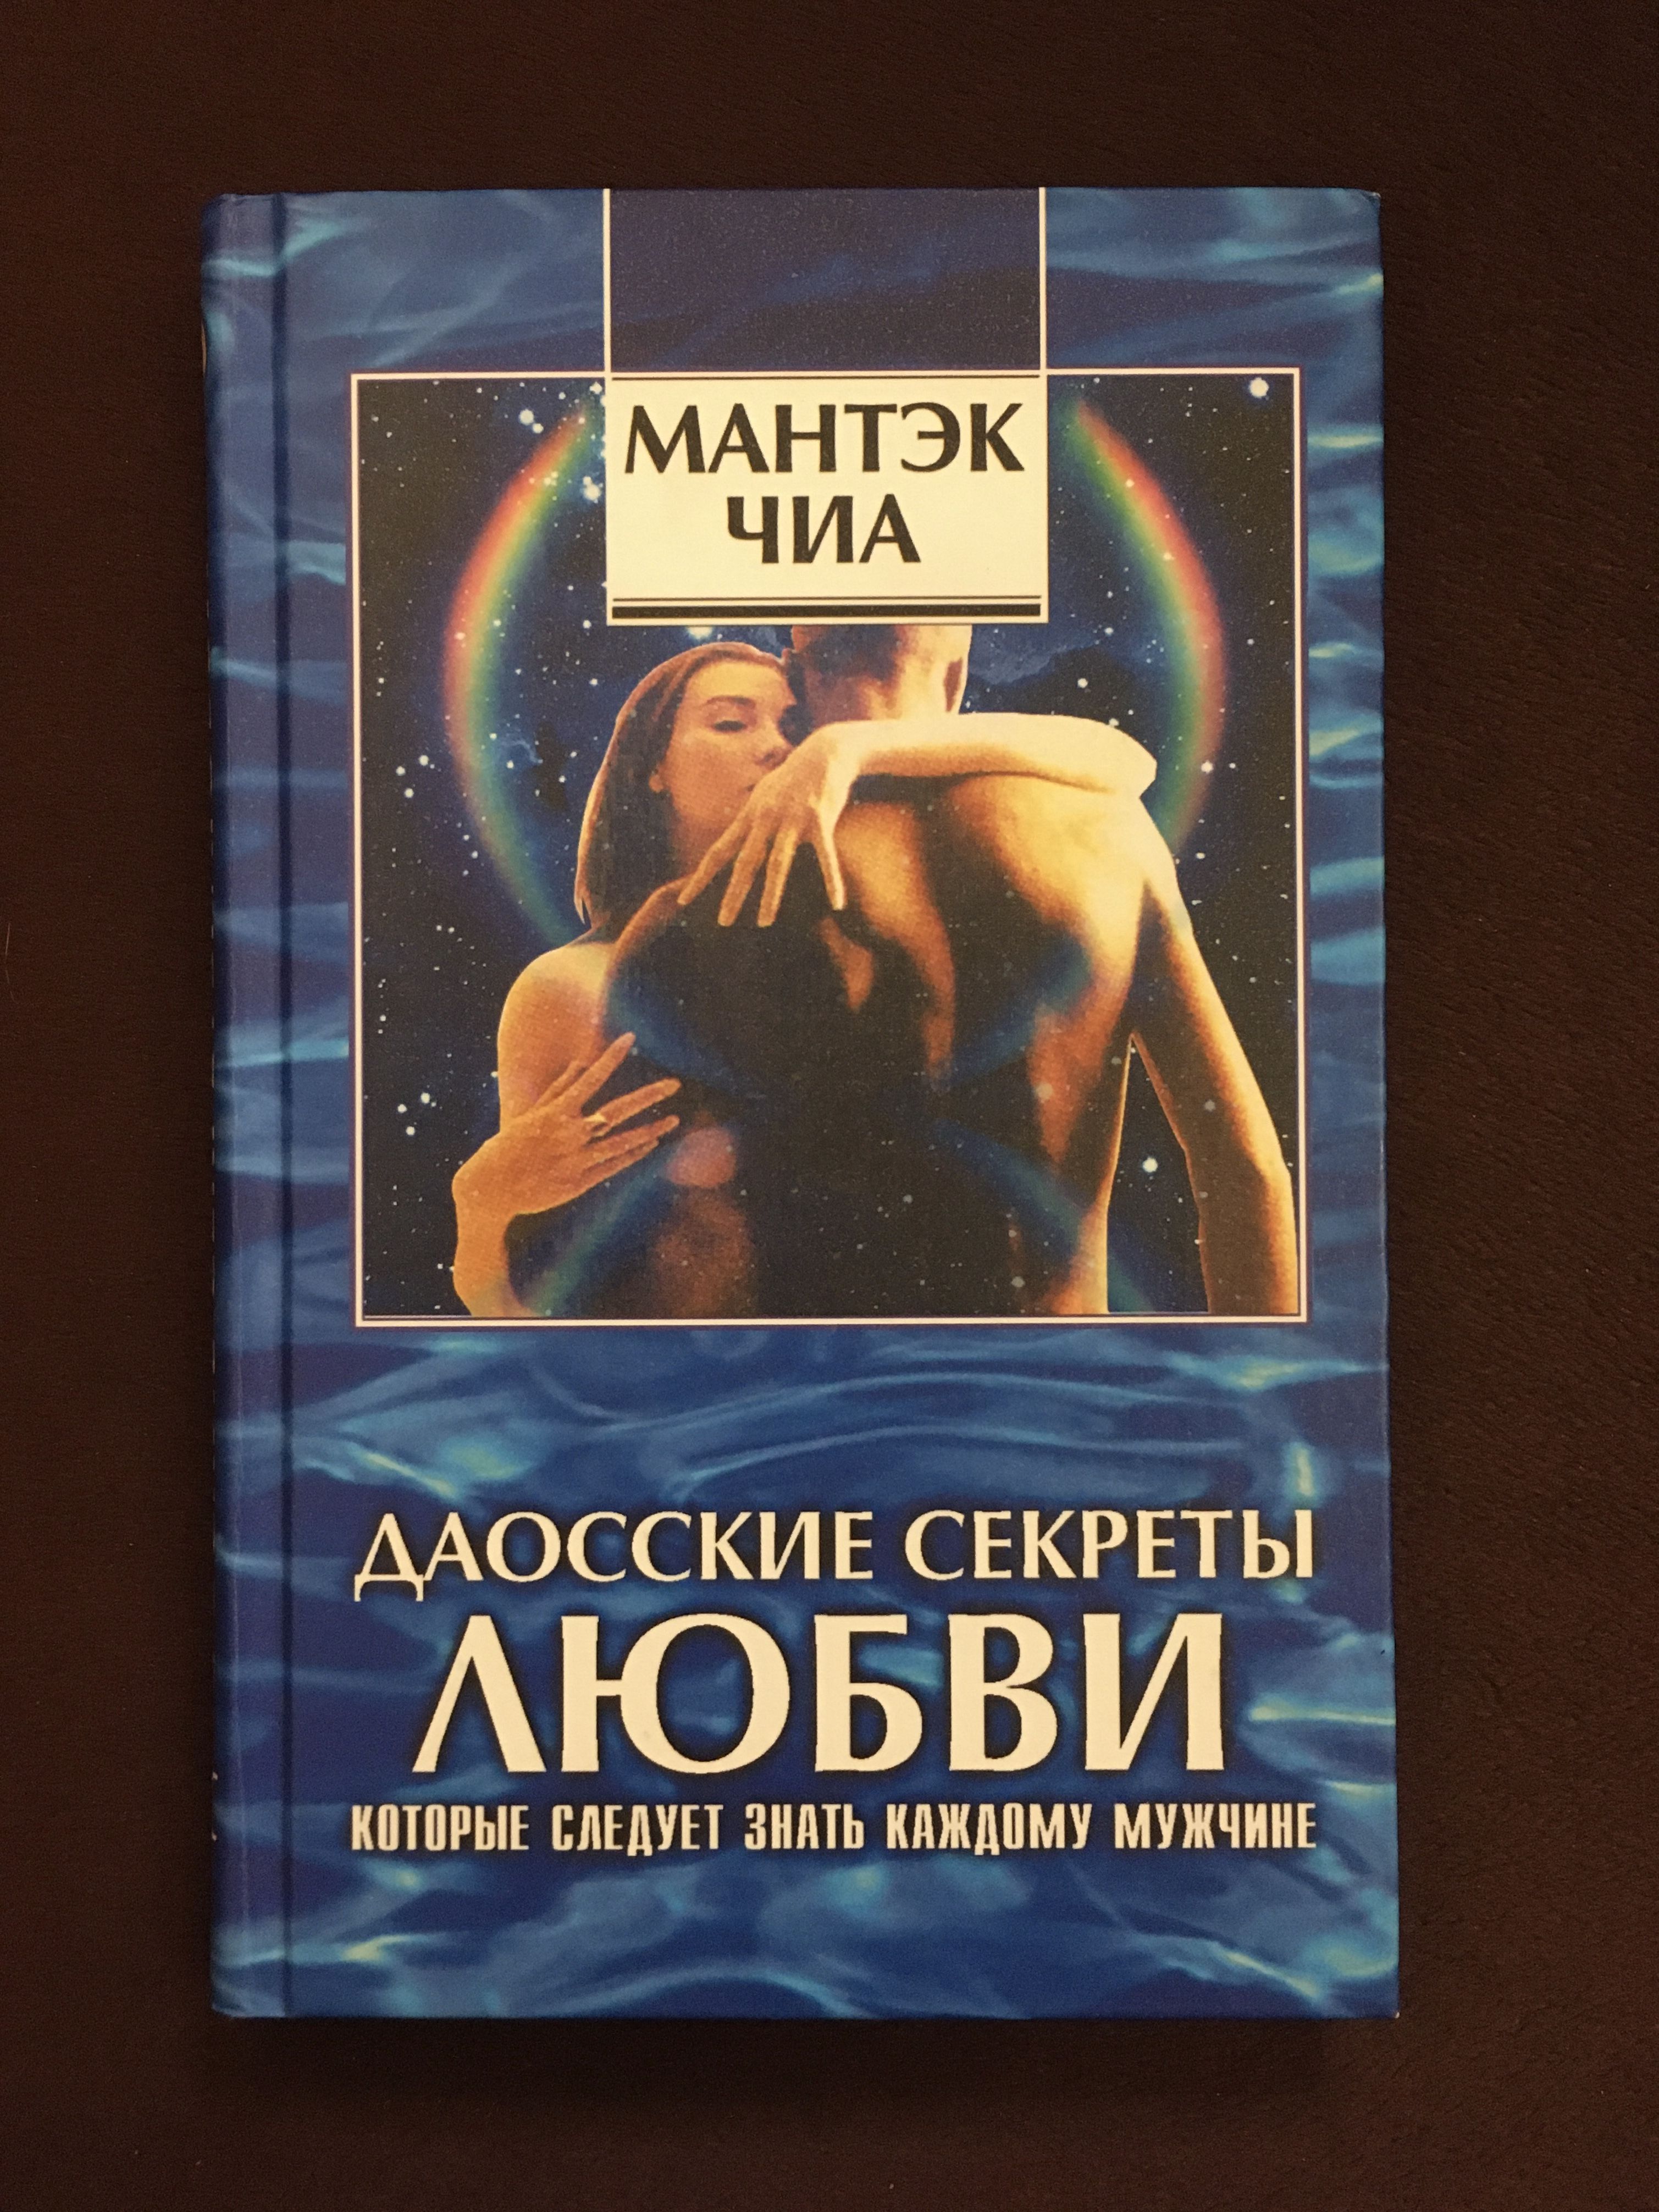 МАНТЭК
ЧИА
ДАОССКИЕ СЕКРЕТЫ
ЛЮБВИ
КОТОРЫЕ СЛЕДУЕТ ЗНАТЬ КАЖДОМУ МУЖЧИНЕ